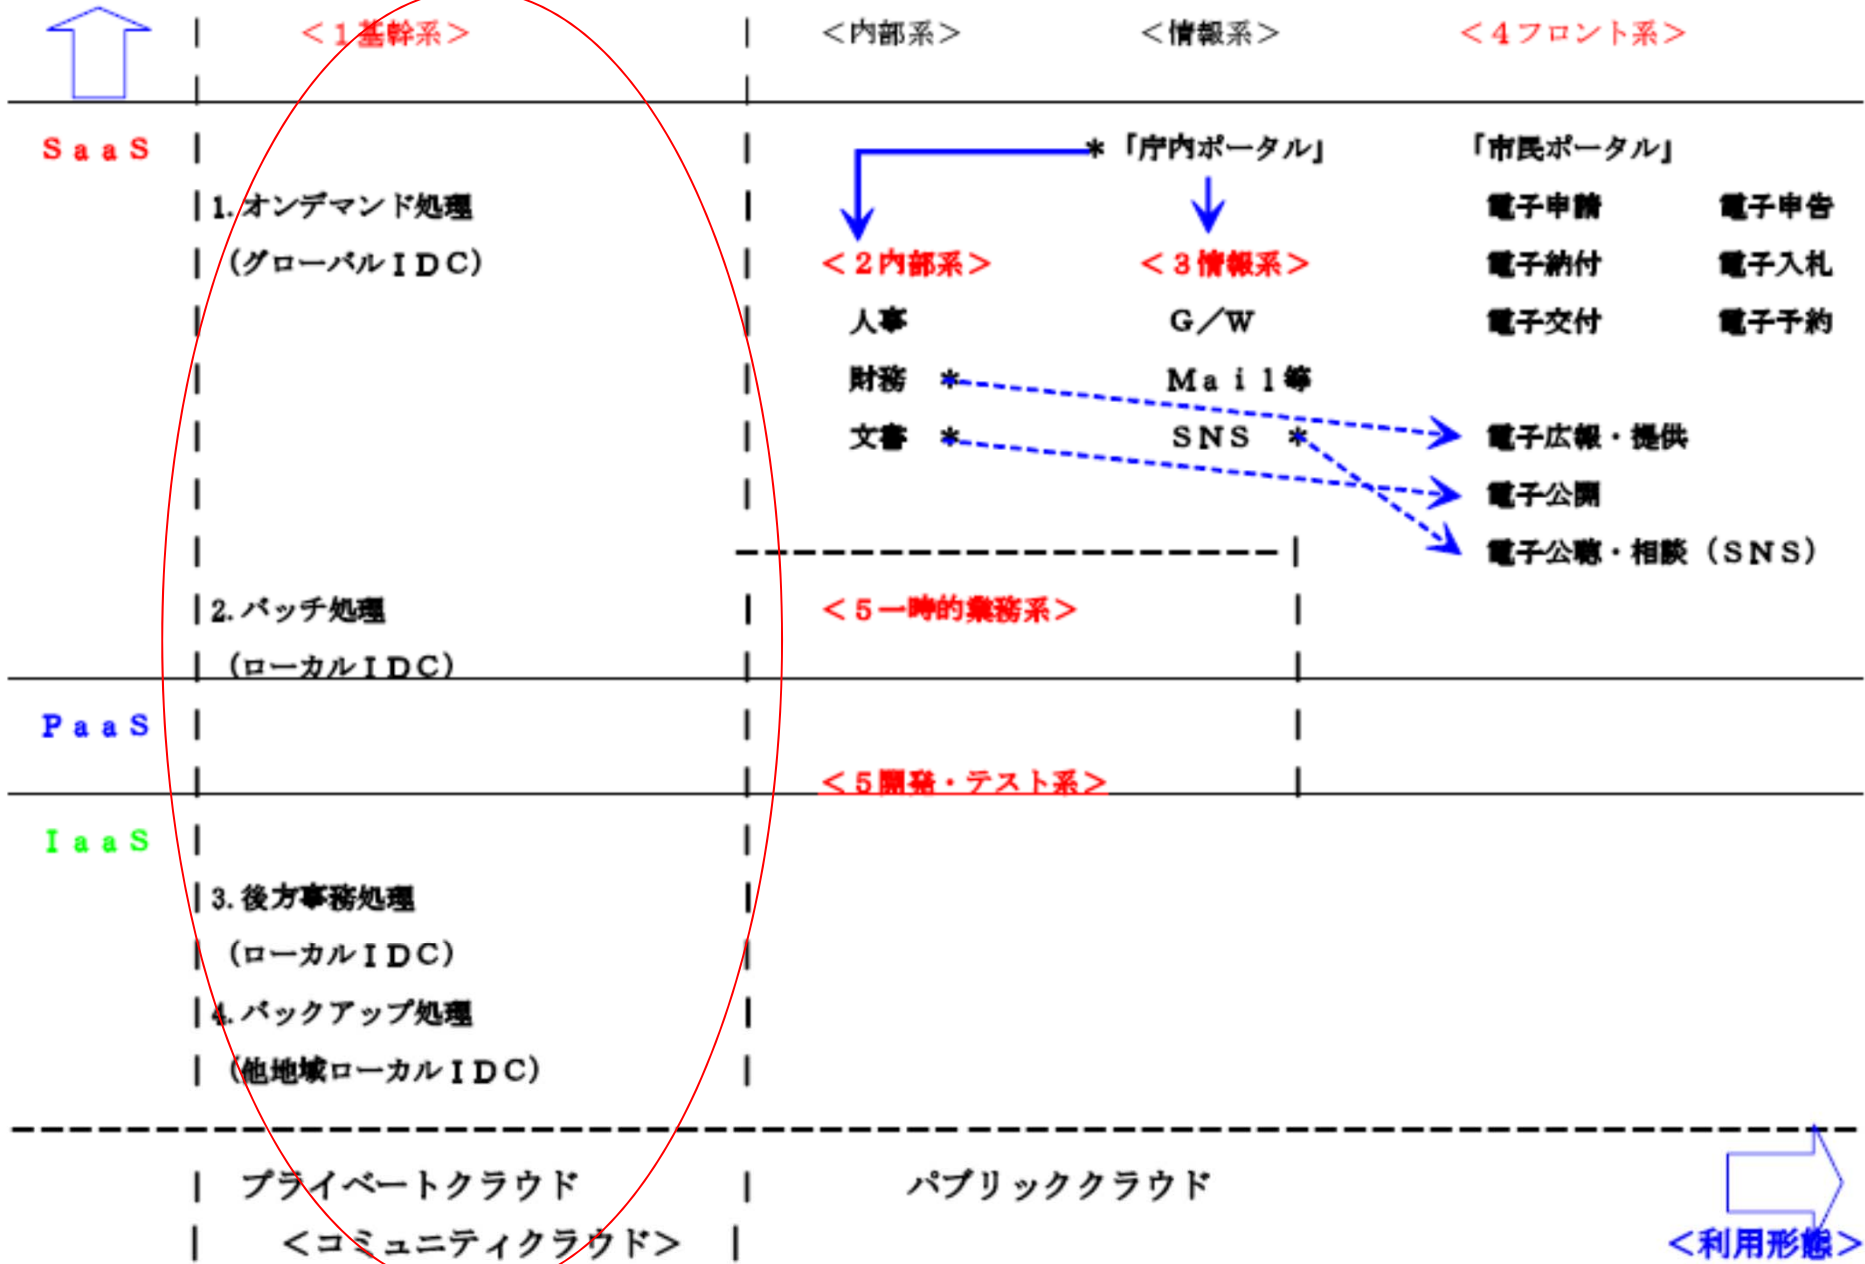 <1基幹系> <内部系> <情報系> <4フロント系>
SaaS *「庁内ポータル」 「市民ポータル」
1.オンデマンド処理 電子申請 電子申告
(グローバルIDC) <2内部系> <3情報系> 電子納付 電子入札
人事 G/W 電子交付 電子予約
財務 * Mail等
文書 * SNS * 電子広報・提供
電子公開
電子公聴・相談(SNS)
2.バッチ処理 <5一時的業務系>
(ローカルIDC)
PaaS
<5開発・テスト系>
IaaS
3.後方事務処理
(ローカルIDC)
4.バックアップ処理
(他地域ローカルIDC)
プライベートクラウド パブリッククラウド
<コミュニティクラウド> <利用形態>